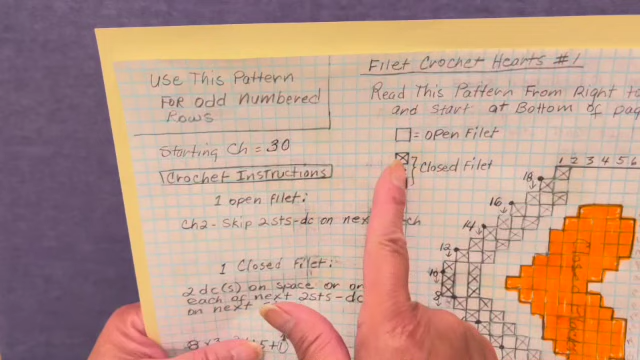 Use This Pattern
For Odd Numbered
Rows
Starting Ch = 30
Crochet Instructions
1 open filet:
Ch2- Skip 2sts-dc on next
1 Closed Filet:
2 dc(s) on space or
each of next 2sts-dc
on next
Filet Crochet Hearts #1
Read This Pattern From Right
and Start at Bottom of
= Open Filet
Closed Filet
1 2 3 4 5 6
18
16
14
12
10
8